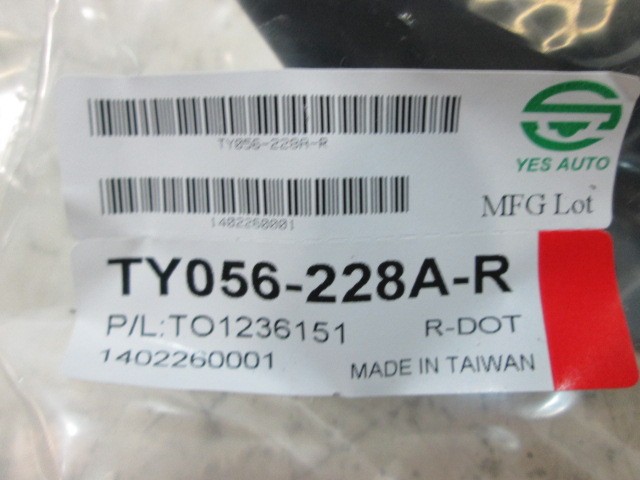 TY056-228A-R
YES AUTO
1402260001
MFG Lot
TY056-228A-R
P/L:TO1236151 R-DOT
1402260001 MADE IN TAIWAN